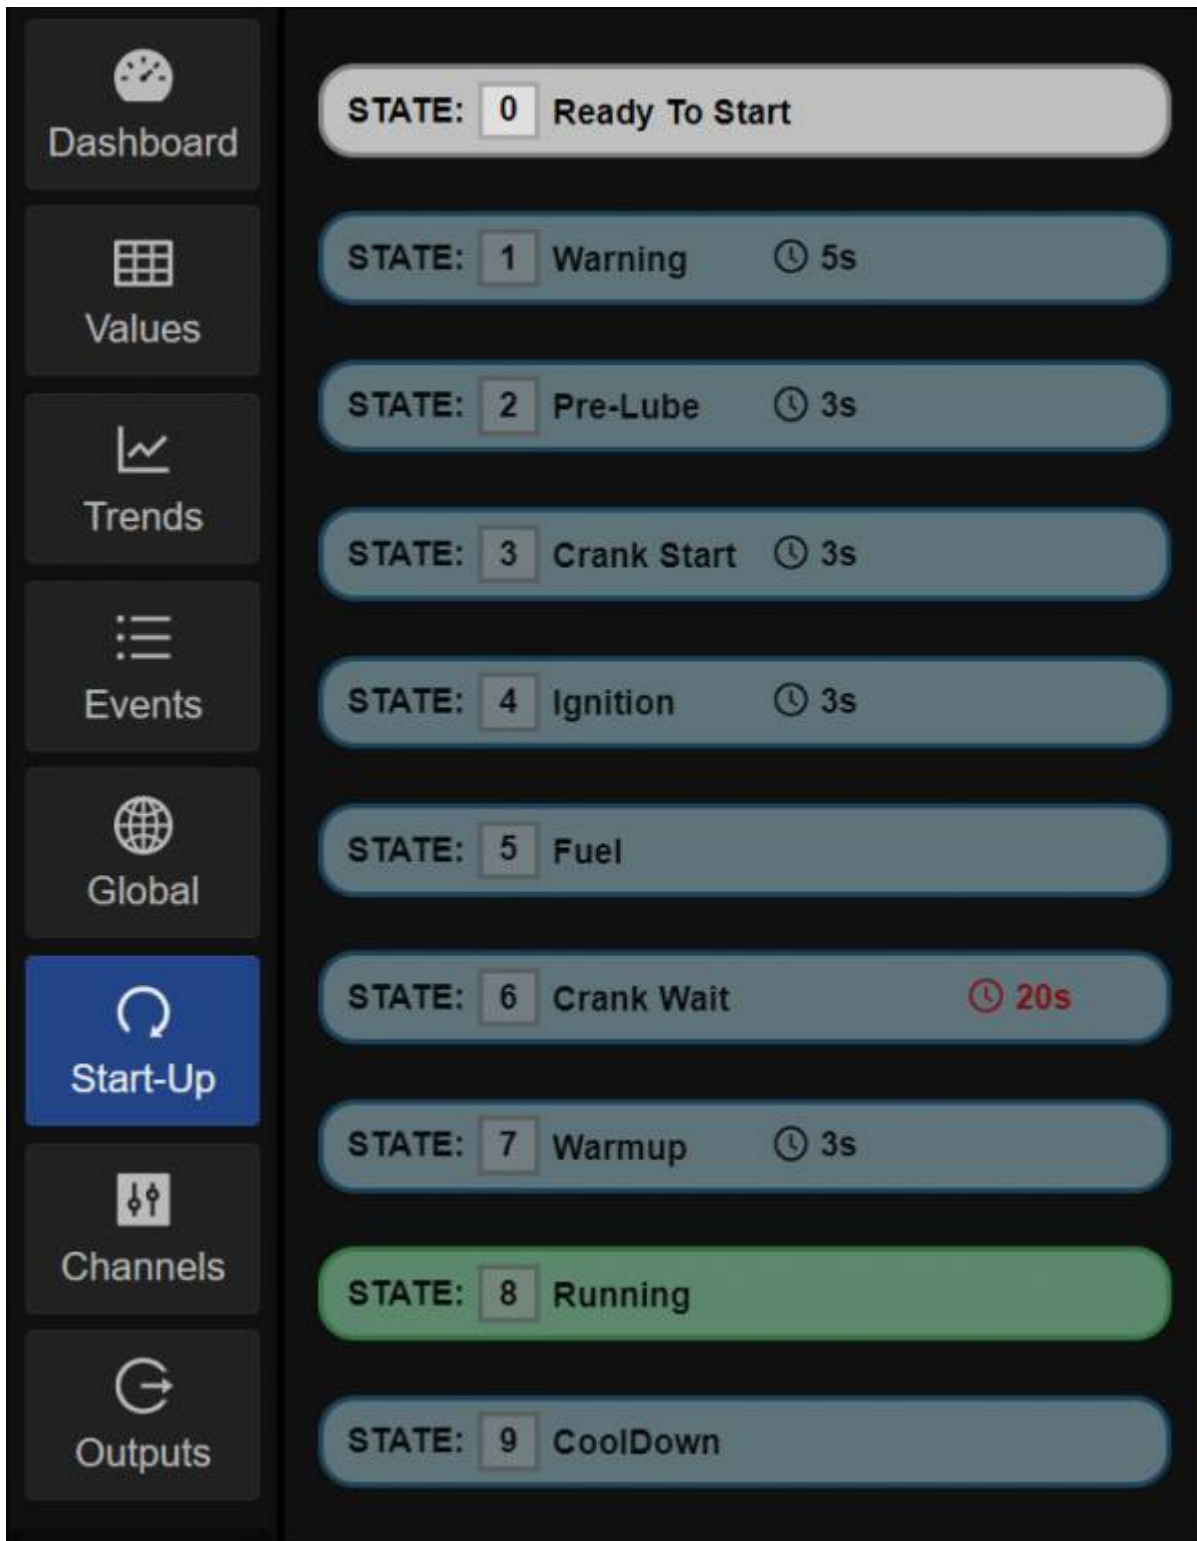 Dashboard
Values
Trends
Events
Global
Start-Up
Channels
Outputs
STATE: 0 Ready To Start
STATE: 1 Warning 5s
STATE: 2 Pre-Lube 3s
STATE: 3 Crank Start 3s
STATE: 4 Ignition 3s
STATE: 5 Fuel
STATE: 6 Crank Wait 20s
STATE: 7 Warmup 3s
STATE: 8 Running
STATE: 9 CoolDown